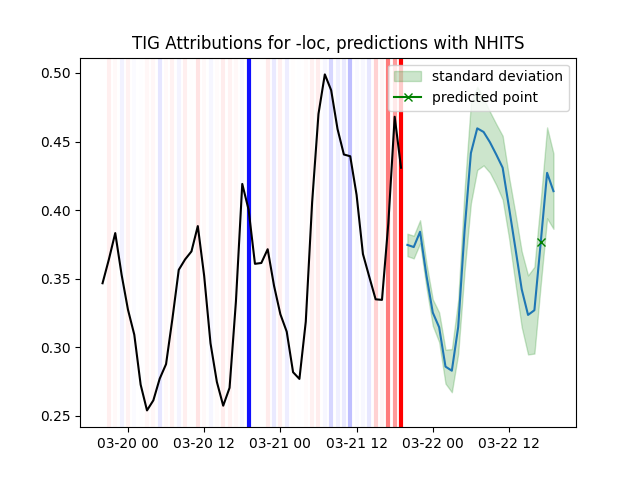 TIG Attributions for -loc, predictions with NHITS
standard deviation
predicted point
0.50
0.45
0.40
0.35
0.30
0.25
03-20 00 03-20 12 03-21 00 03-21 12 03-22 00 03-22 12